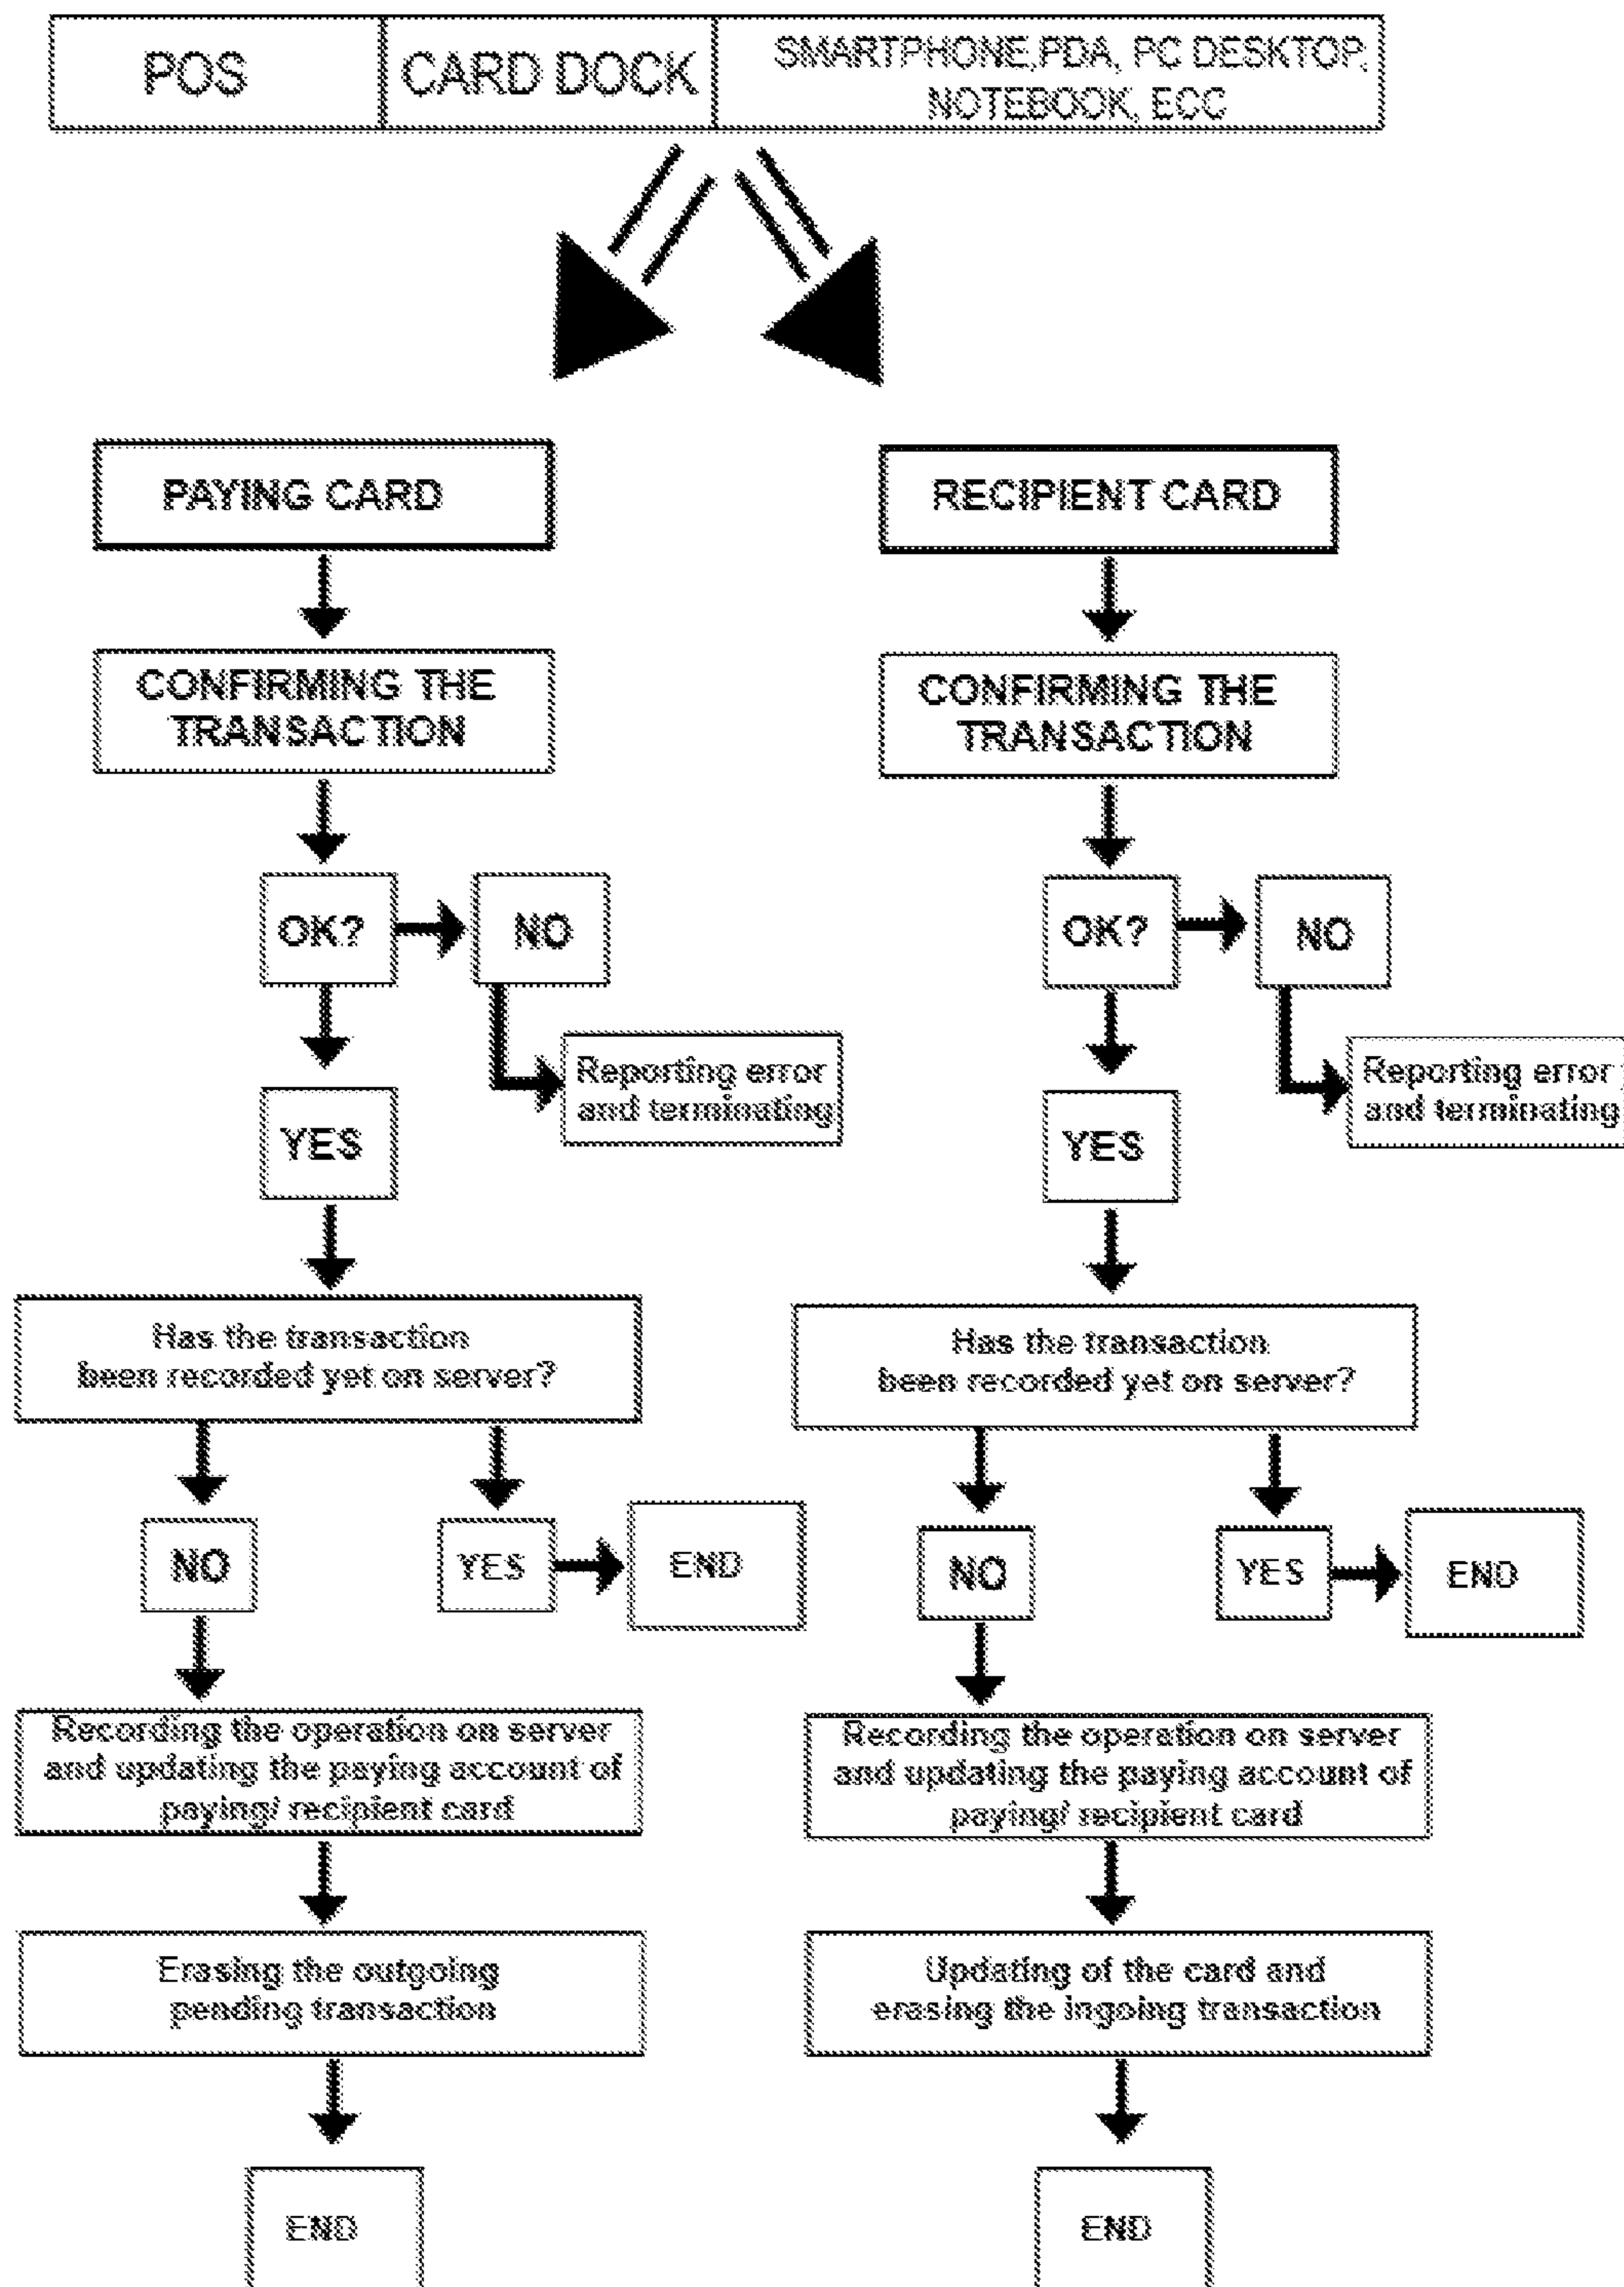 POS
CARD DOCK
SMARTPHONE,PDA, PC DESKTOP,
NOTEBOOK, ECC
PAYING CARD
CONFIRMING THE
TRANSACTION
OK?
NO
Reporting error
and terminating
YES
Has the transaction
been recorded yet on server?
NO
YES
END
Recording the operation on server
and updating the paying account of
paying/ recipient card
Erasing the outgoing
pending transaction
END
RECIPIENT CARD
CONFIRMING THE
TRANSACTION
OK?
NO
Reporting error
and terminating
YES
Has the transaction
been recorded yet on server?
NO
YES
END
Recording the operation on server
and updating the paying account of
paying/ recipient card
Updating of the card and
erasing the ingoing transaction
END